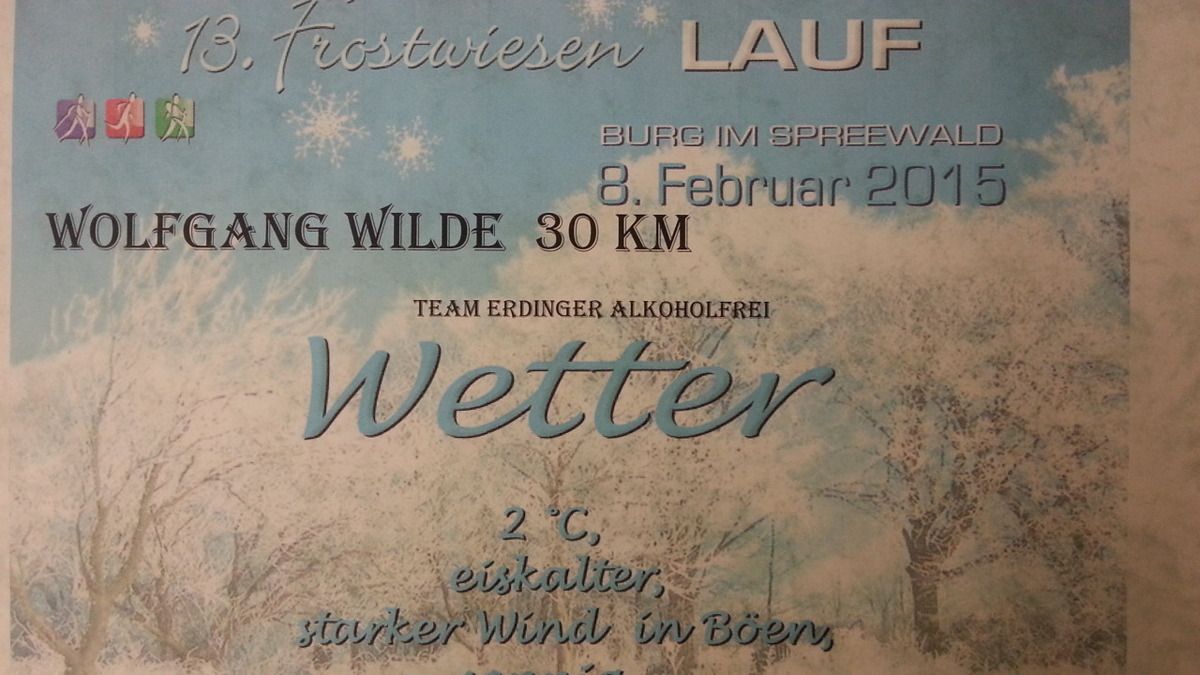 13. Frostwiesen LAUF
BURG IM SPREEWALD
8. Februar 2015
WOLFGANG WILDE 30 KM
TEAM ERDINGER ALKOHOLFREI
Wetter
2 °C,
eiskalter,
starker Wind in Böen,